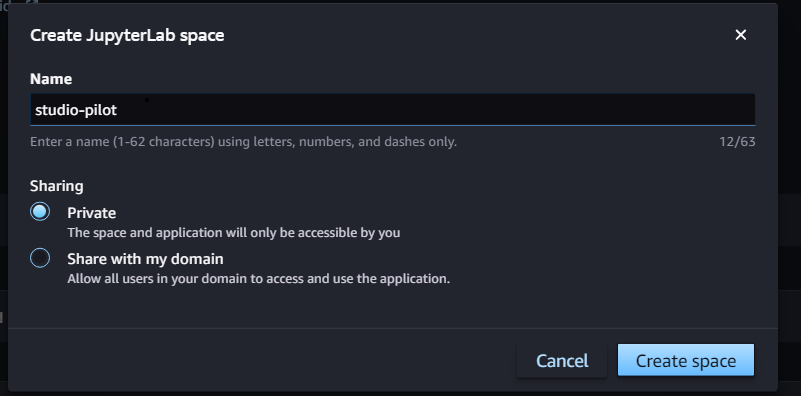 Create JupyterLab space
Name
studio-pilot
Enter a name (1-62 characters) using letters, numbers, and dashes only. 12/63
Sharing
Private
The space and application will only be accessible by you
Share with my domain
Allow all users in your domain to access and use the application.
Cancel Create space